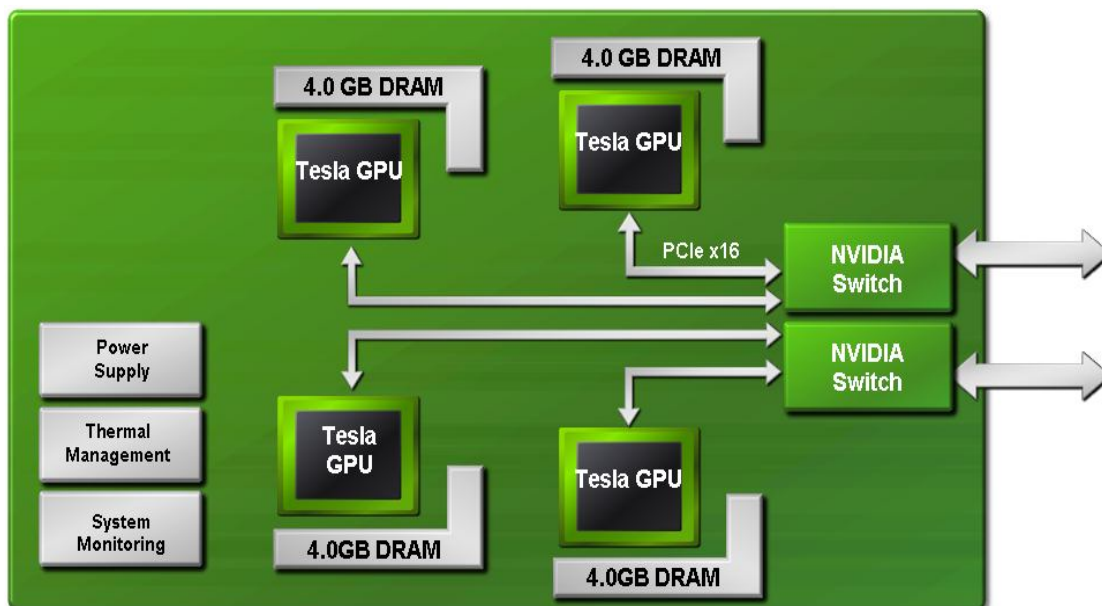 4.0 GB DRAM
4.0 GB DRAM
Tesla GPU
Tesla GPU
PCIe x16
NVIDIA
Switch
NVIDIA
Switch
Power
Supply
Thermal
Management
System
Monitoring
Tesla
GPU
Tesla GPU
4.0GB DRAM
4.0GB DRAM